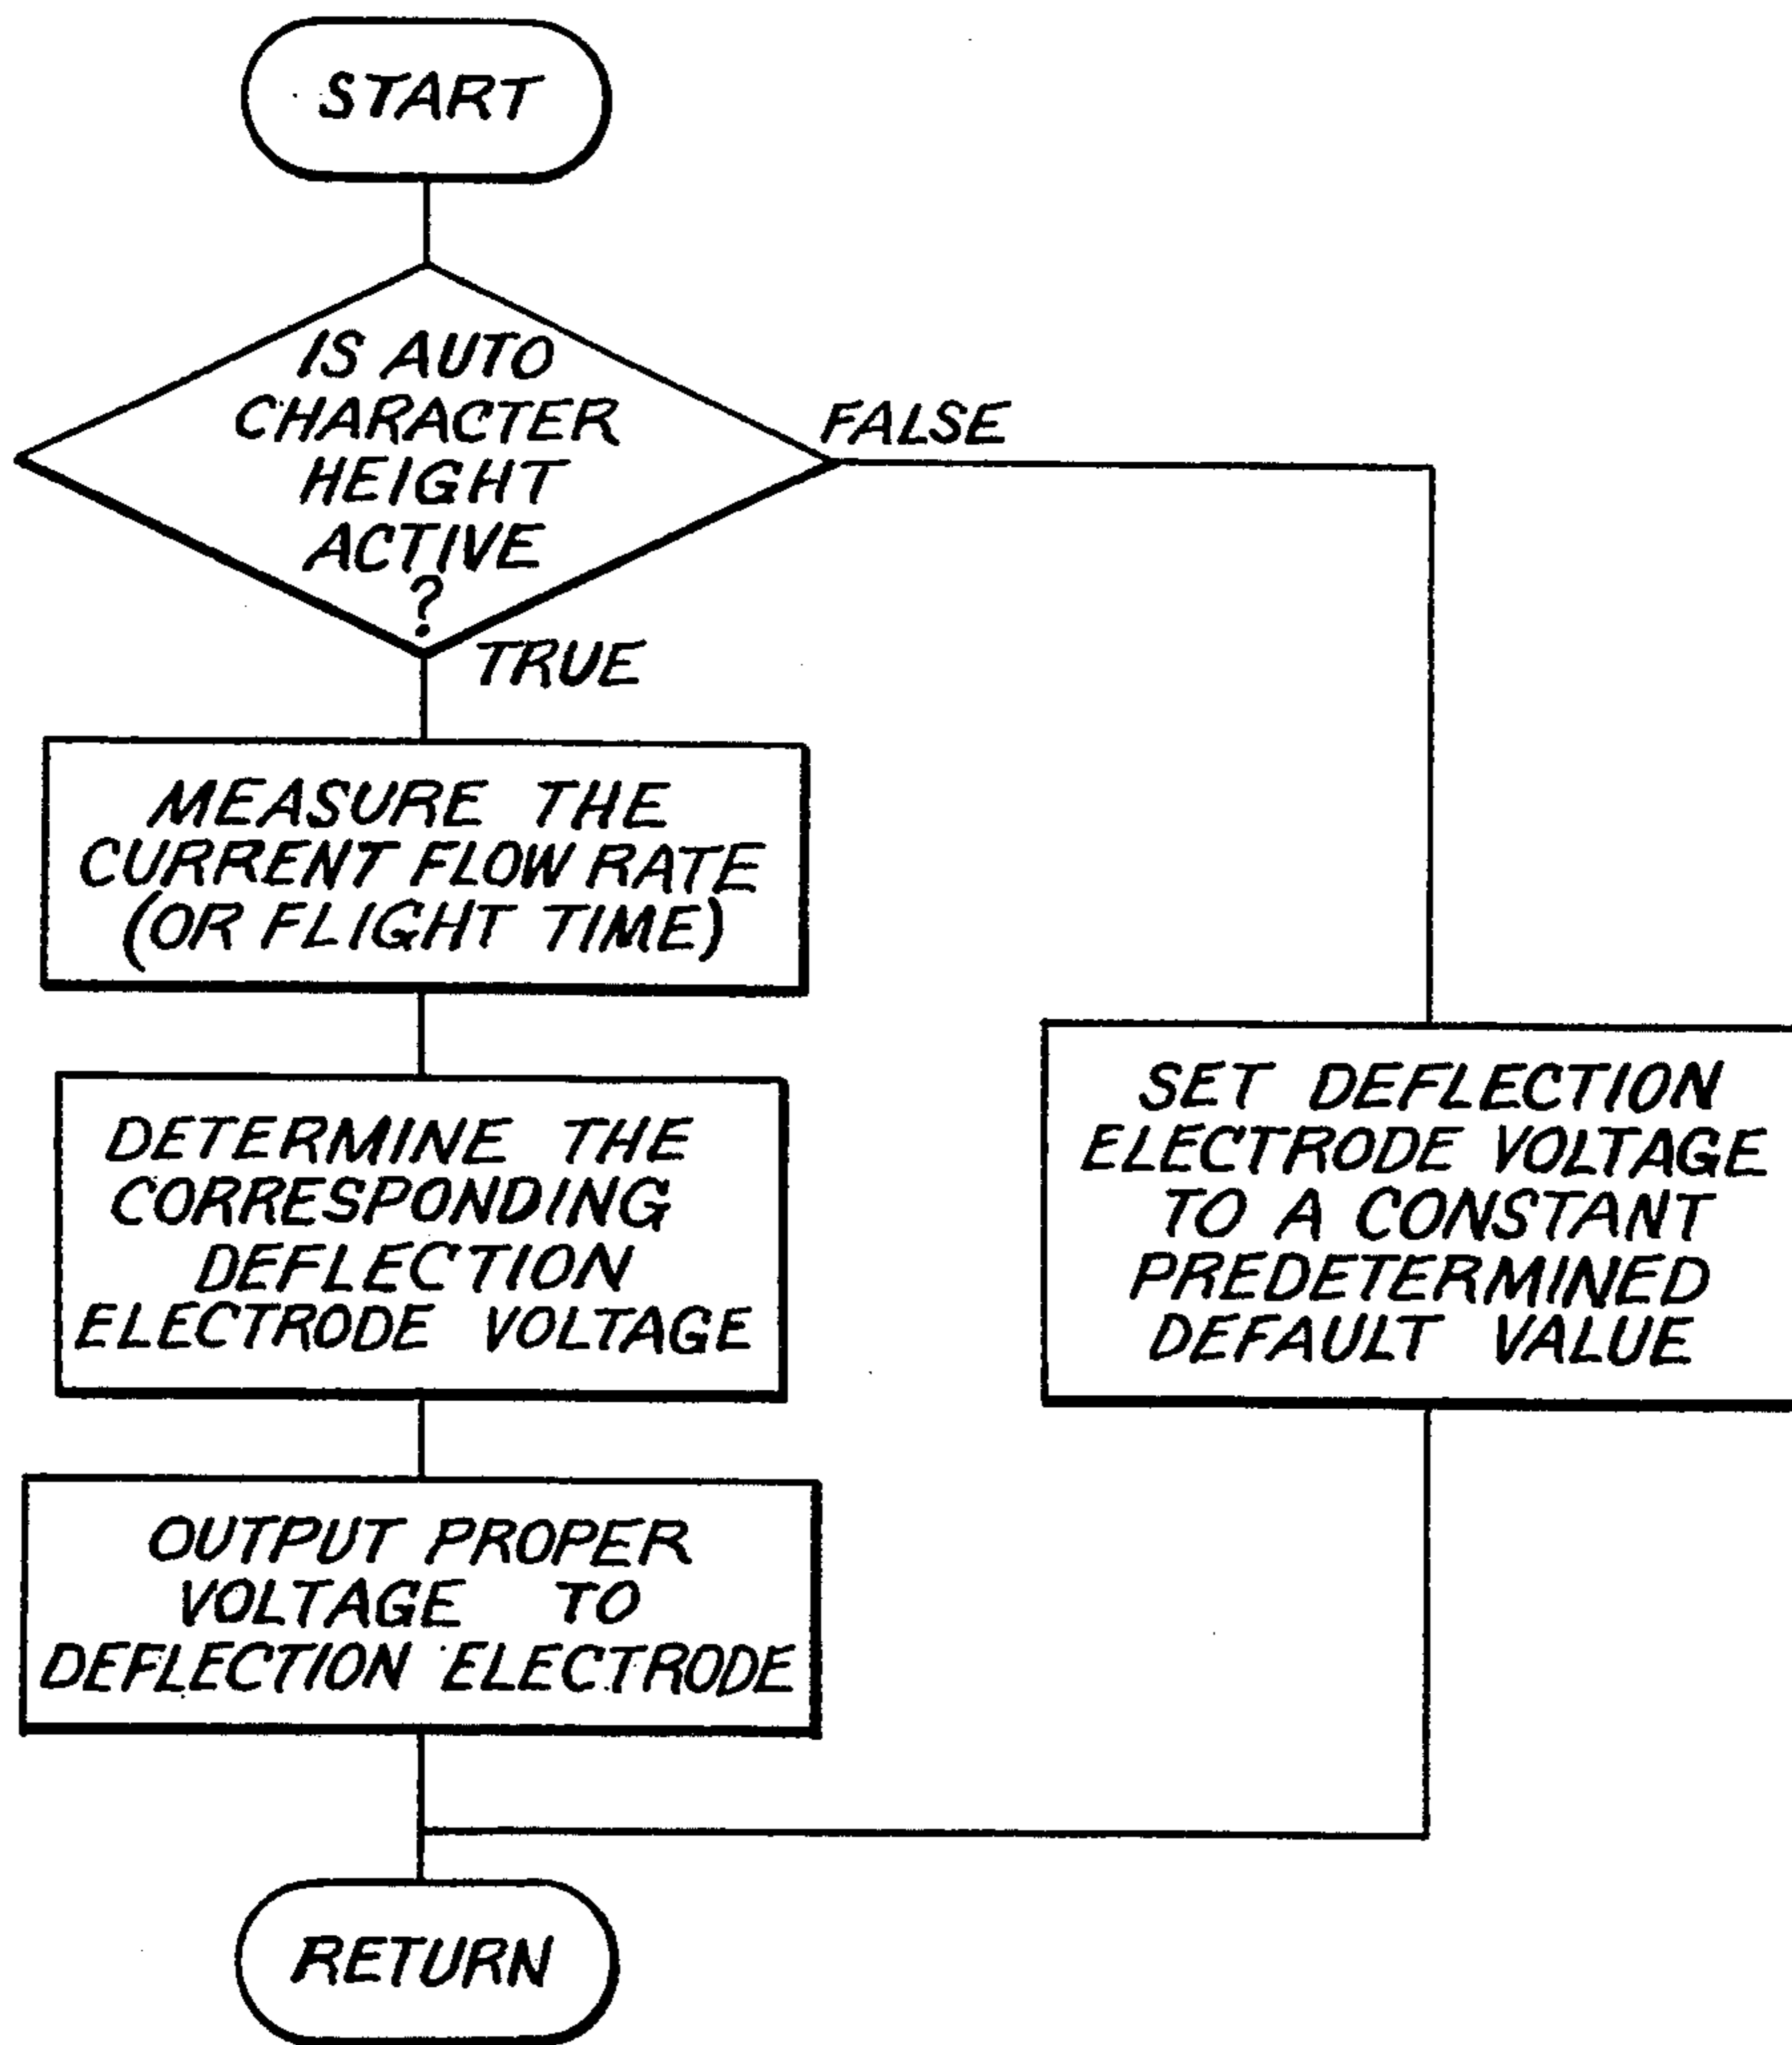 START
IS AUTO
CHARACTER
HEIGHT
ACTIVE
?
FALSE
TRUE
MEASURE THE
CURRENT FLOW RATE
(OR FLIGHT TIME)
DETERMINE THE
CORRESPONDING
DEFLECTION
ELECTRODE VOLTAGE
SET DEFLECTION
ELECTRODE VOLTAGE
TO A CONSTANT
PREDETERMINED
DEFAULT VALUE
OUTPUT PROPER
VOLTAGE TO
DEFLECTION ELECTRODE
RETURN